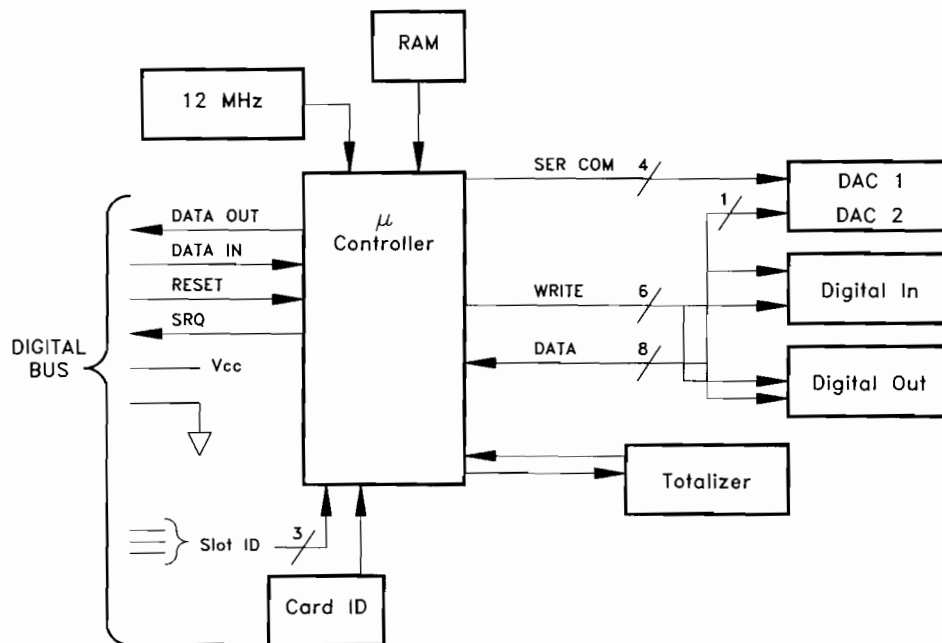 RAM
12 MHz
SER COM 4
DAC 1
1
DAC 2
DATA OUT
μ
Controller
DATA IN
RESET
WRITE 6
Digital In
SRQ
DIGITAL
BUS
Vcc
DATA 8
Digital Out
Totalizer
Slot ID
3
Card ID